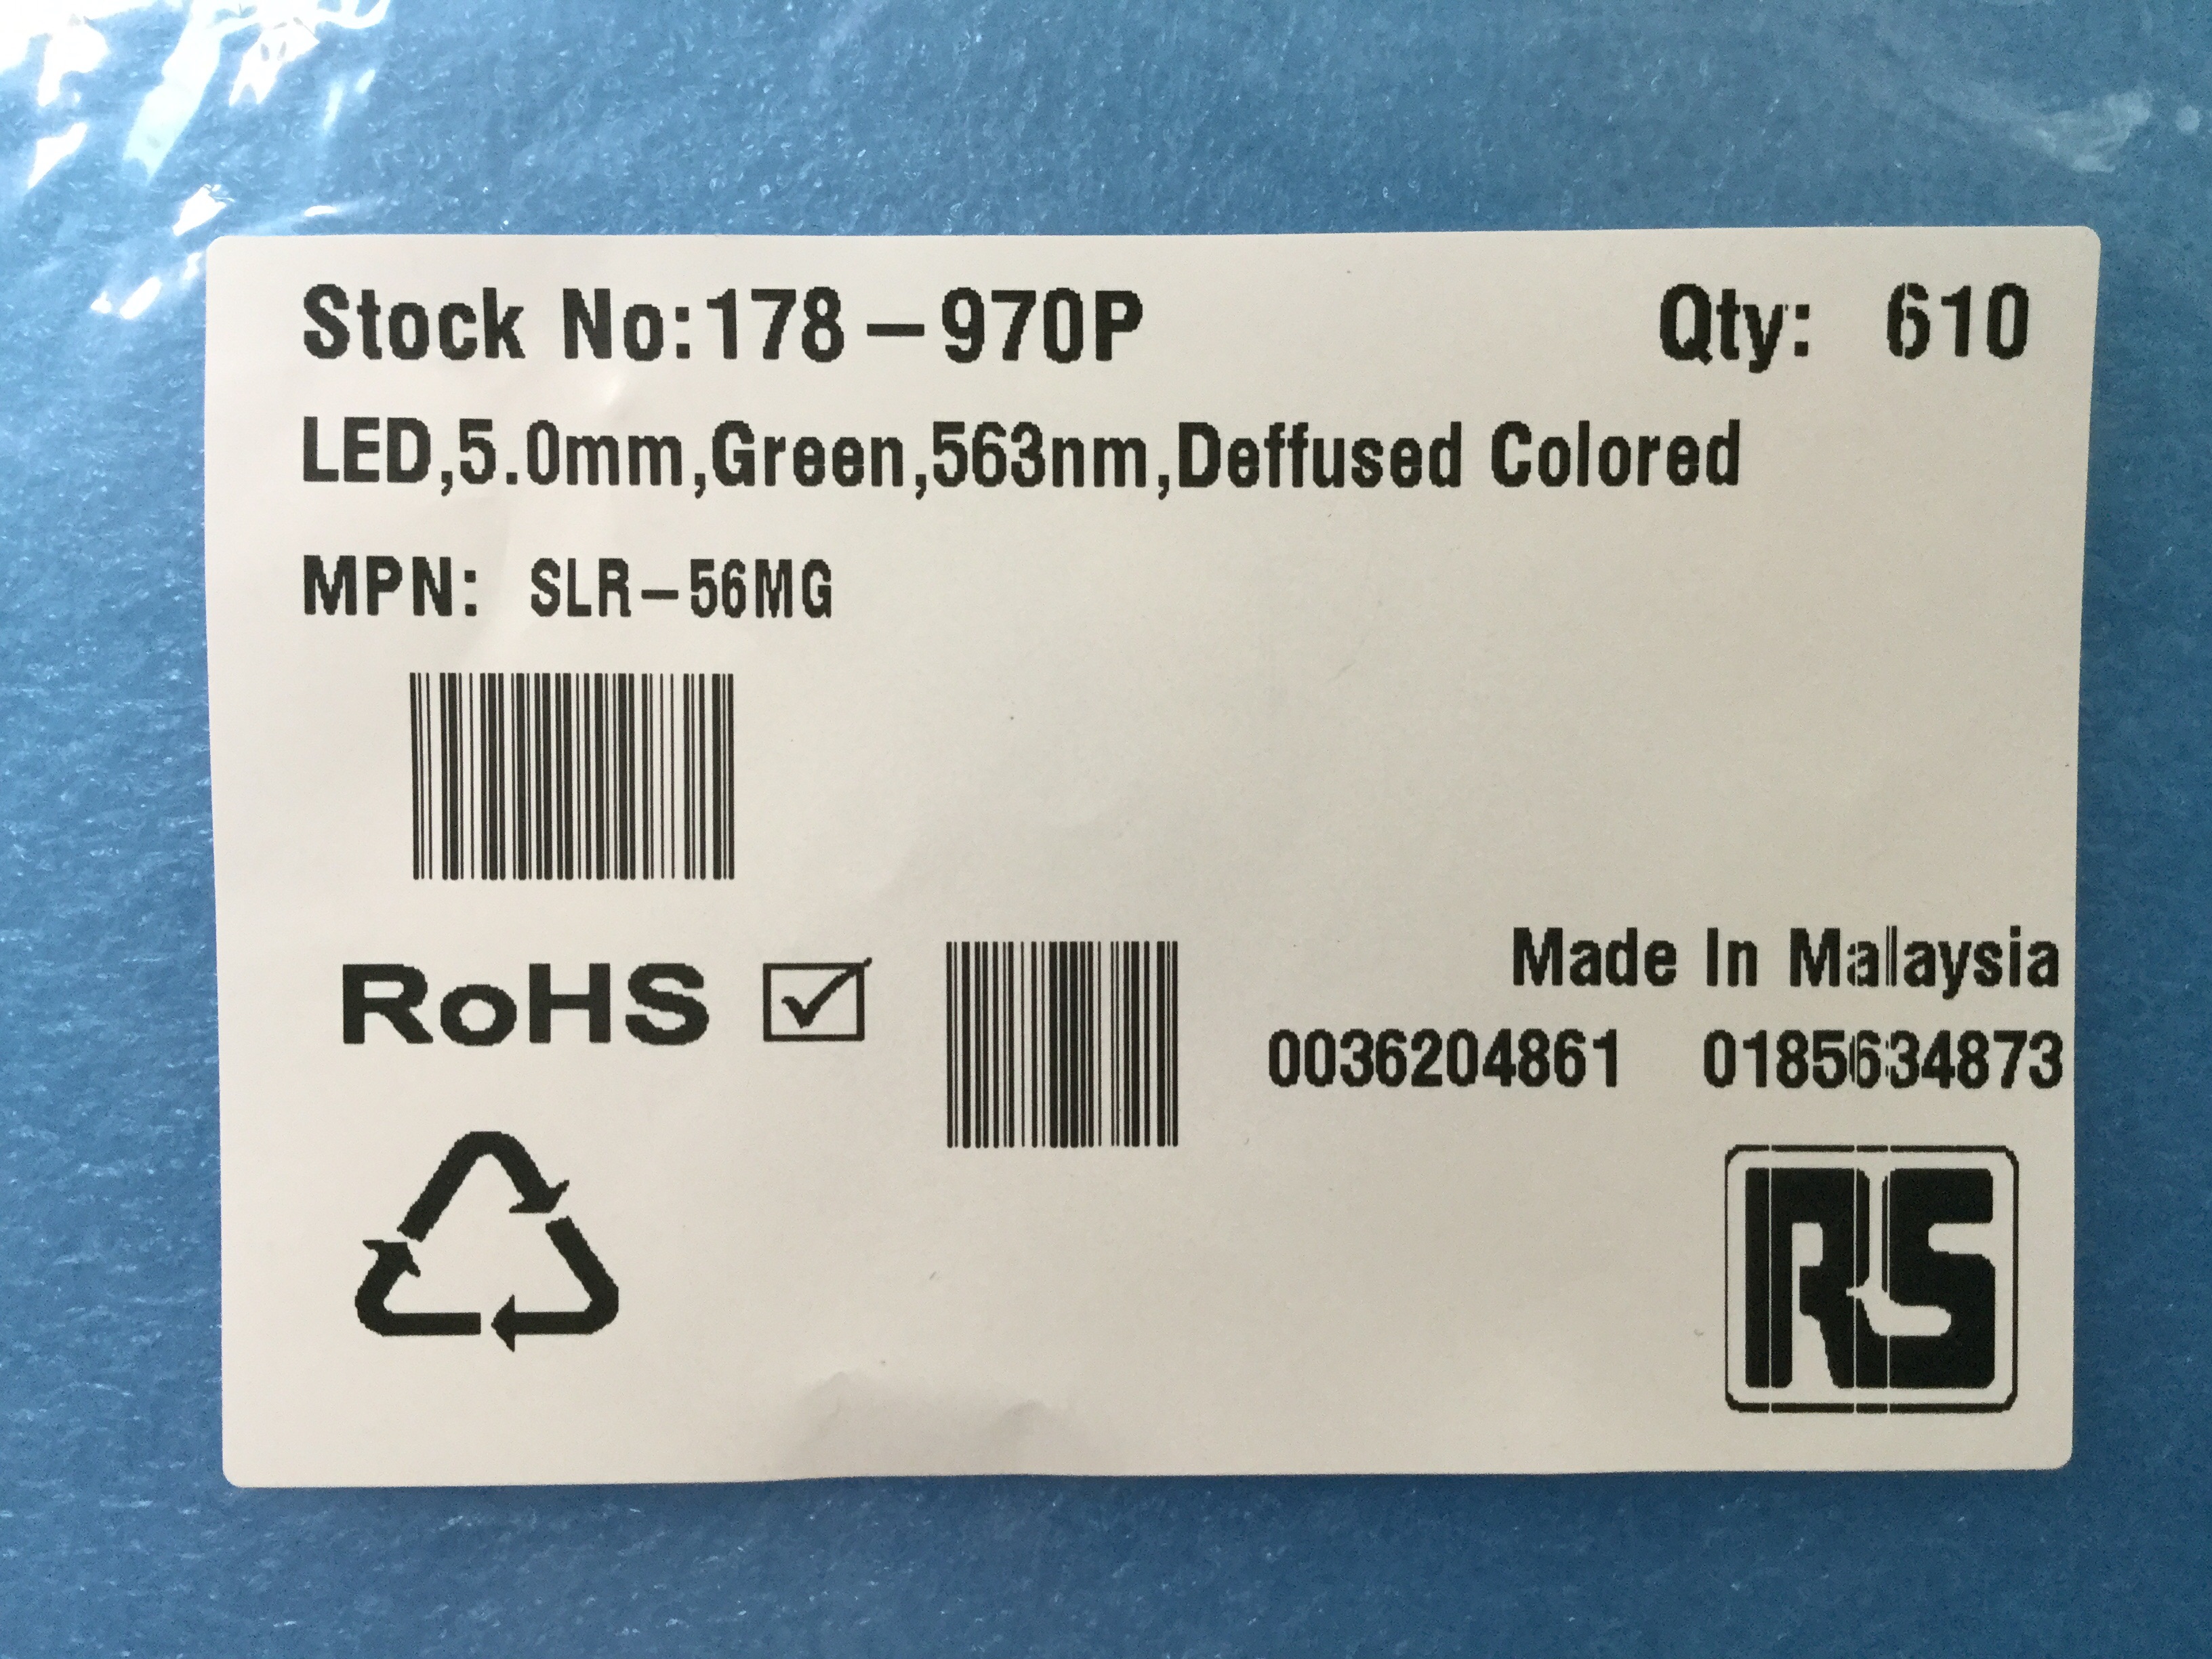 Stock No:178-970P Qty: 610
LED,5.0mm,Green,563nm,Deffused Colored
MPN: SLR-56MG
Made In Malaysia
RoHS
0036204861 0185634873
RS